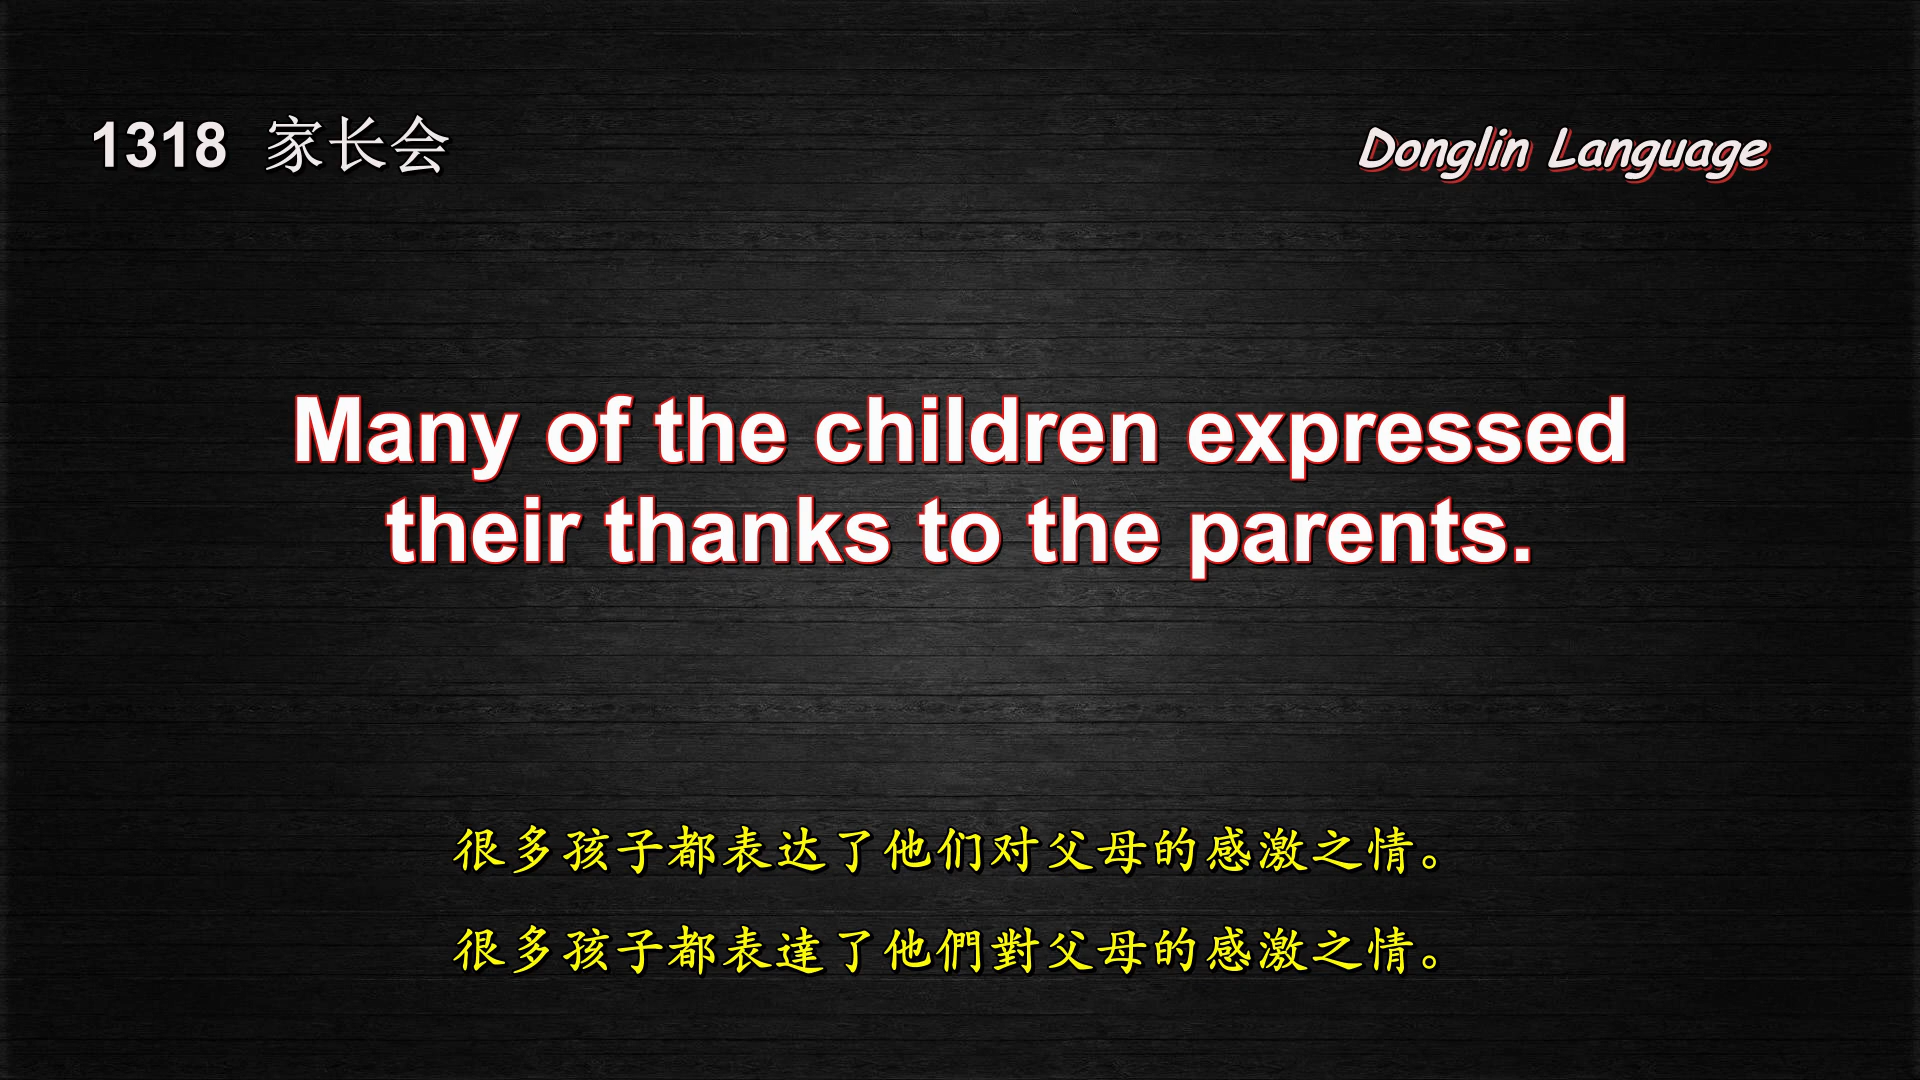 1318 家长会
Donglin Language
Many of the children expressed
their thanks to the parents.
很多孩子都表达了他们对父母的感激之情。
很多孩子都表達了他們對父母的感激之情。